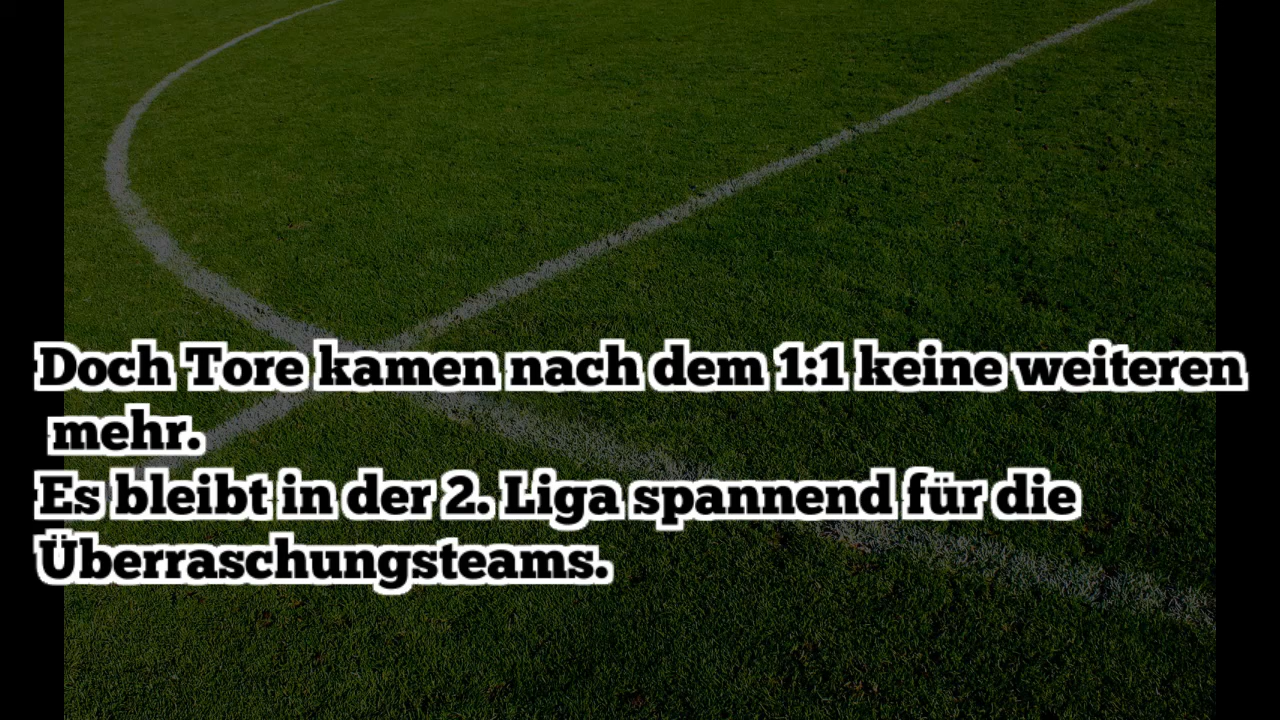 Doch Tore kamen nach dem 1:1 keine weiteren
mehr.
Es bleibt in der 2. Liga spannend für die
Überraschungsteams.